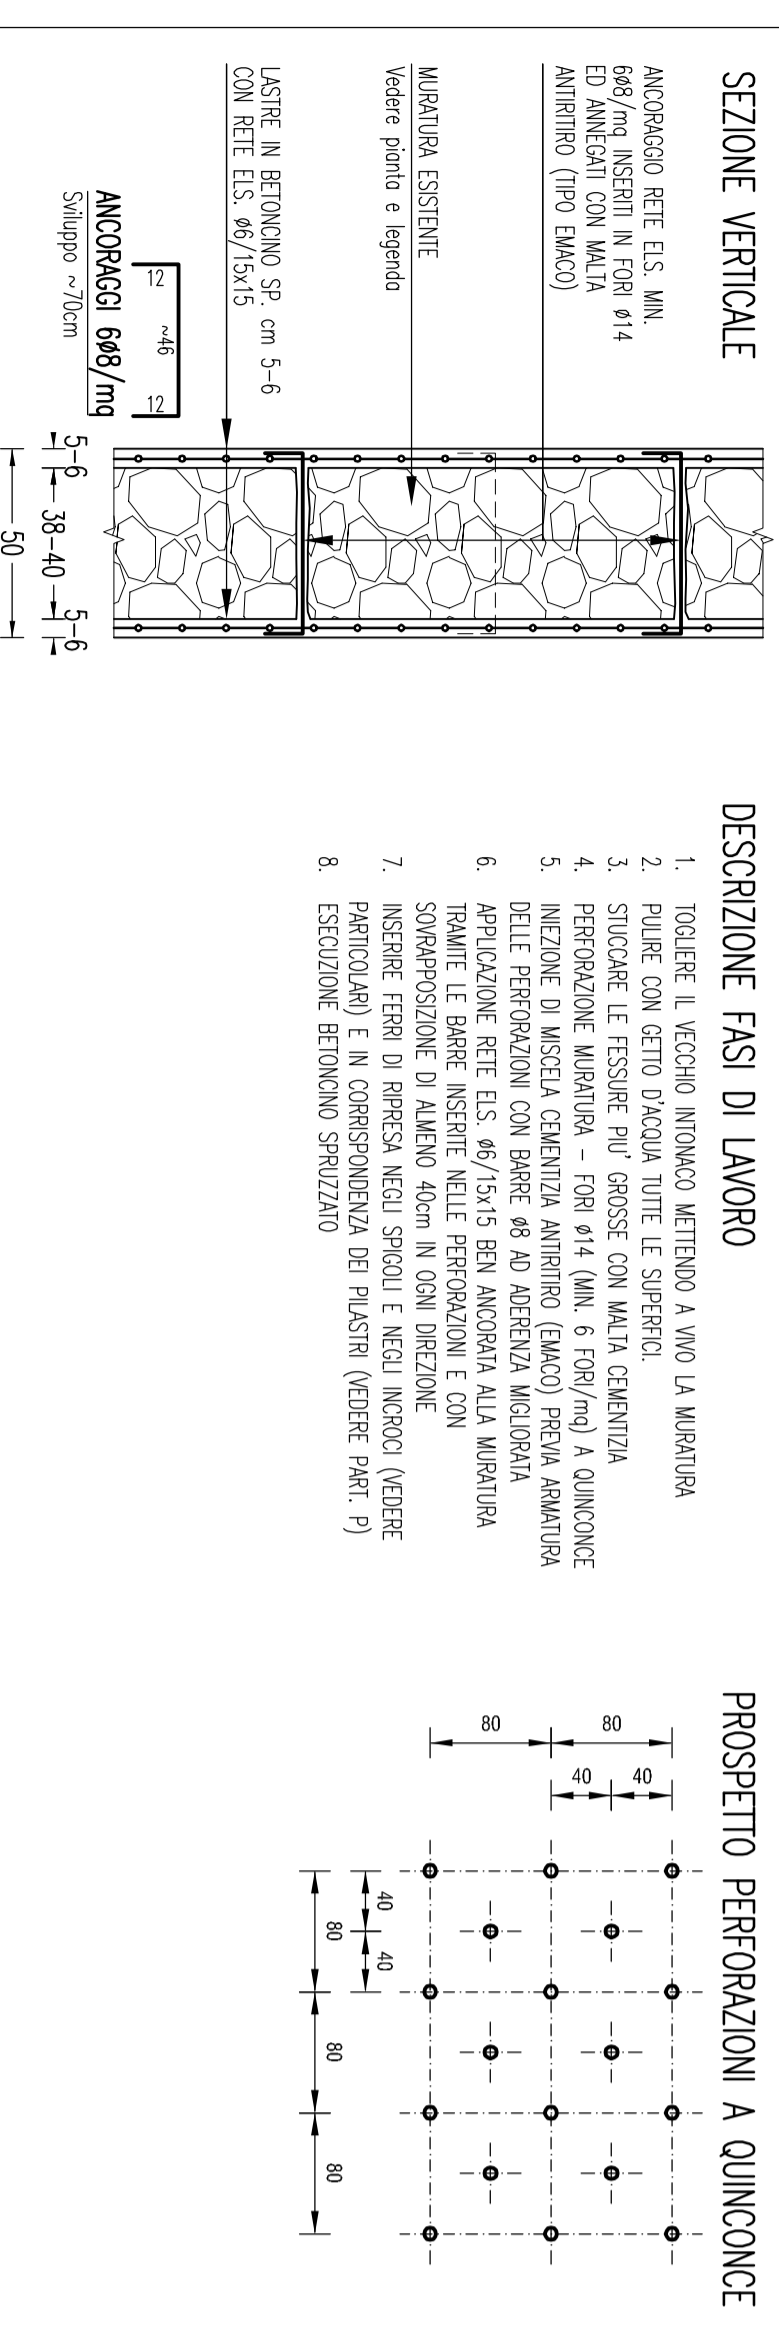 SEZIONE VERTICALE
ANCORAGGIO RETE ELS. MIN.
6ø8/mq INSERITI IN FORI ø14
ED ANNEGATI CON MALTA
ANTIRITIRO (TIPO EMACO)
MURATURA ESISTENTE
Vedere pianta e legenda
LASTRE IN BETONCINO SP. cm 5-6
CON RETE ELS. ø6/15x15
12
~46
12
ANCORAGGI 6ø8/mq
Sviluppo ~70cm
5-6
38-40
5-6
50
DESCRIZIONE FASI DI LAVORO
1. TOGLIERE IL VECCHIO INTONACO METTENDO A VIVO LA MURATURA
2. PULIRE CON GETTO D'ACQUA TUTTE LE SUPERFICI.
3. STUCCARE LE FESSURE PIU' GROSSE CON MALTA CEMENTIZIA
4. PERFORAZIONE MURATURA - FORI ø14 (MIN. 6 FORI/mq) A QUINCONCE
5. INIEZIONE DI MISCELA CEMENTIZIA ANTIRITIRO (EMACO) PREVIA ARMATURA
DELLE PERFORAZIONI CON BARRE ø8 AD ADERENZA MIGLIORATA
6. APPLICAZIONE RETE ELS. ø6/15x15 BEN ANCORATA ALLA MURATURA
TRAMITE LE BARRE INSERITE NELLE PERFORAZIONI E CON
SOVRAPPOSIZIONE DI ALMENO 40cm IN OGNI DIREZIONE
7. INSERIRE FERRI DI RIPRESA NEGLI SPIGOLI E NEGLI INCROCI (VEDERE
PARTICOLARI) E IN CORRISPONDENZA DEI PILASTRI (VEDERE PART. P)
8. ESECUZIONE BETONCINO SPRUZZATO
PROSPETTO PERFORAZIONI A QUINCONCE
80
80
40
40
40
40
80
80
80